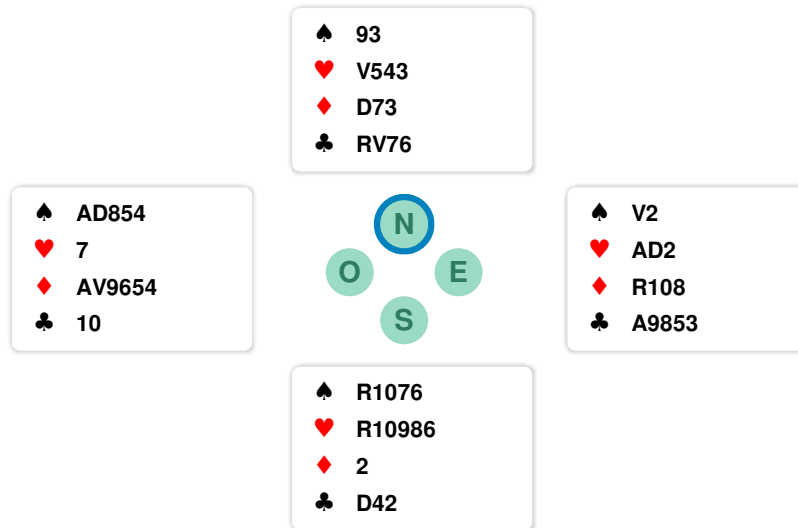 ♠ 93
♥ V543
♦ D73
♣ RV76
♠ AD854
♥ 7
♦ AV9654
♣ 10
N
O
E
S
♠ V2
♥ AD2
♦ R108
♣ A9853
♠ R1076
♥ R10986
♦ 2
♣ D42